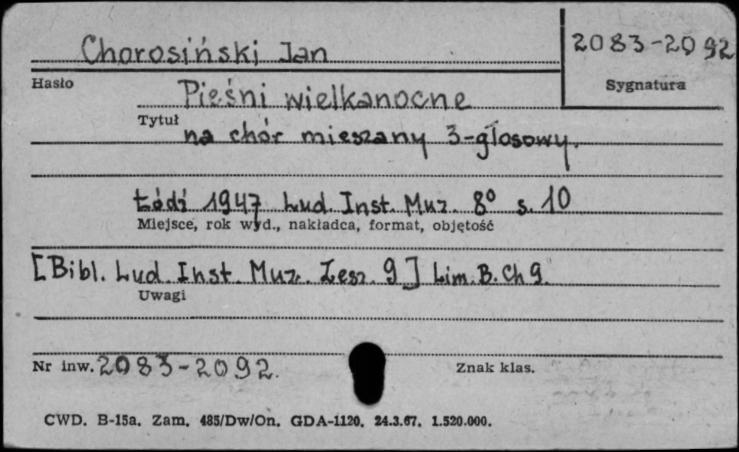 Chorosiński Jan
2083-2092
Hasło
Sygnatura
Pieśni wielkanocne
Tytuł
na chór mieszany 3-głosowy.
Łódź 1947 Lud. Inst. Muz. 8° s. 10
Miejsce, rok wyd., nakładca, format, objętość
[Bibl. Lud. Inst. Muz. Zesz. 9] Lim. B. Ch 9.
Uwagi
Nr inw. 2083-2092.
Znak klas.
CWD. B-15a. Zam. 485/Dw/On. GDA-1120. 24.3.67. 1.520.000.